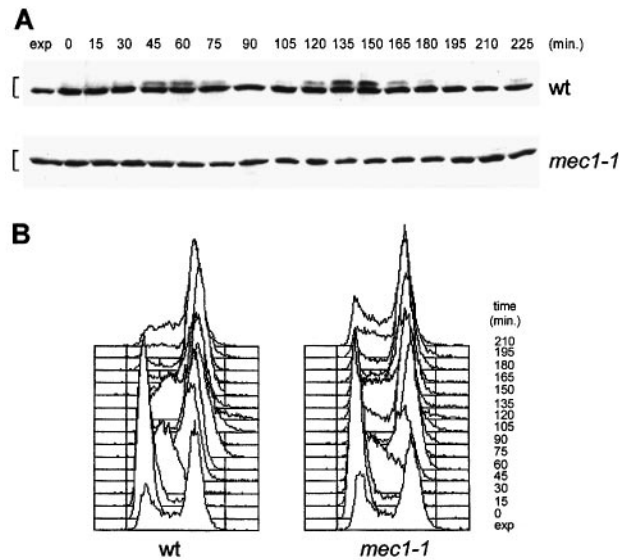 A
exp 0 15 30 45 60 75 90 105 120 135 150 165 180 195 210 225 (min.)
wt
mec1-1
B
time
(min.)
210
195
180
165
150
135
120
105
90
75
60
45
30
15
0
exp
wt mec1-1